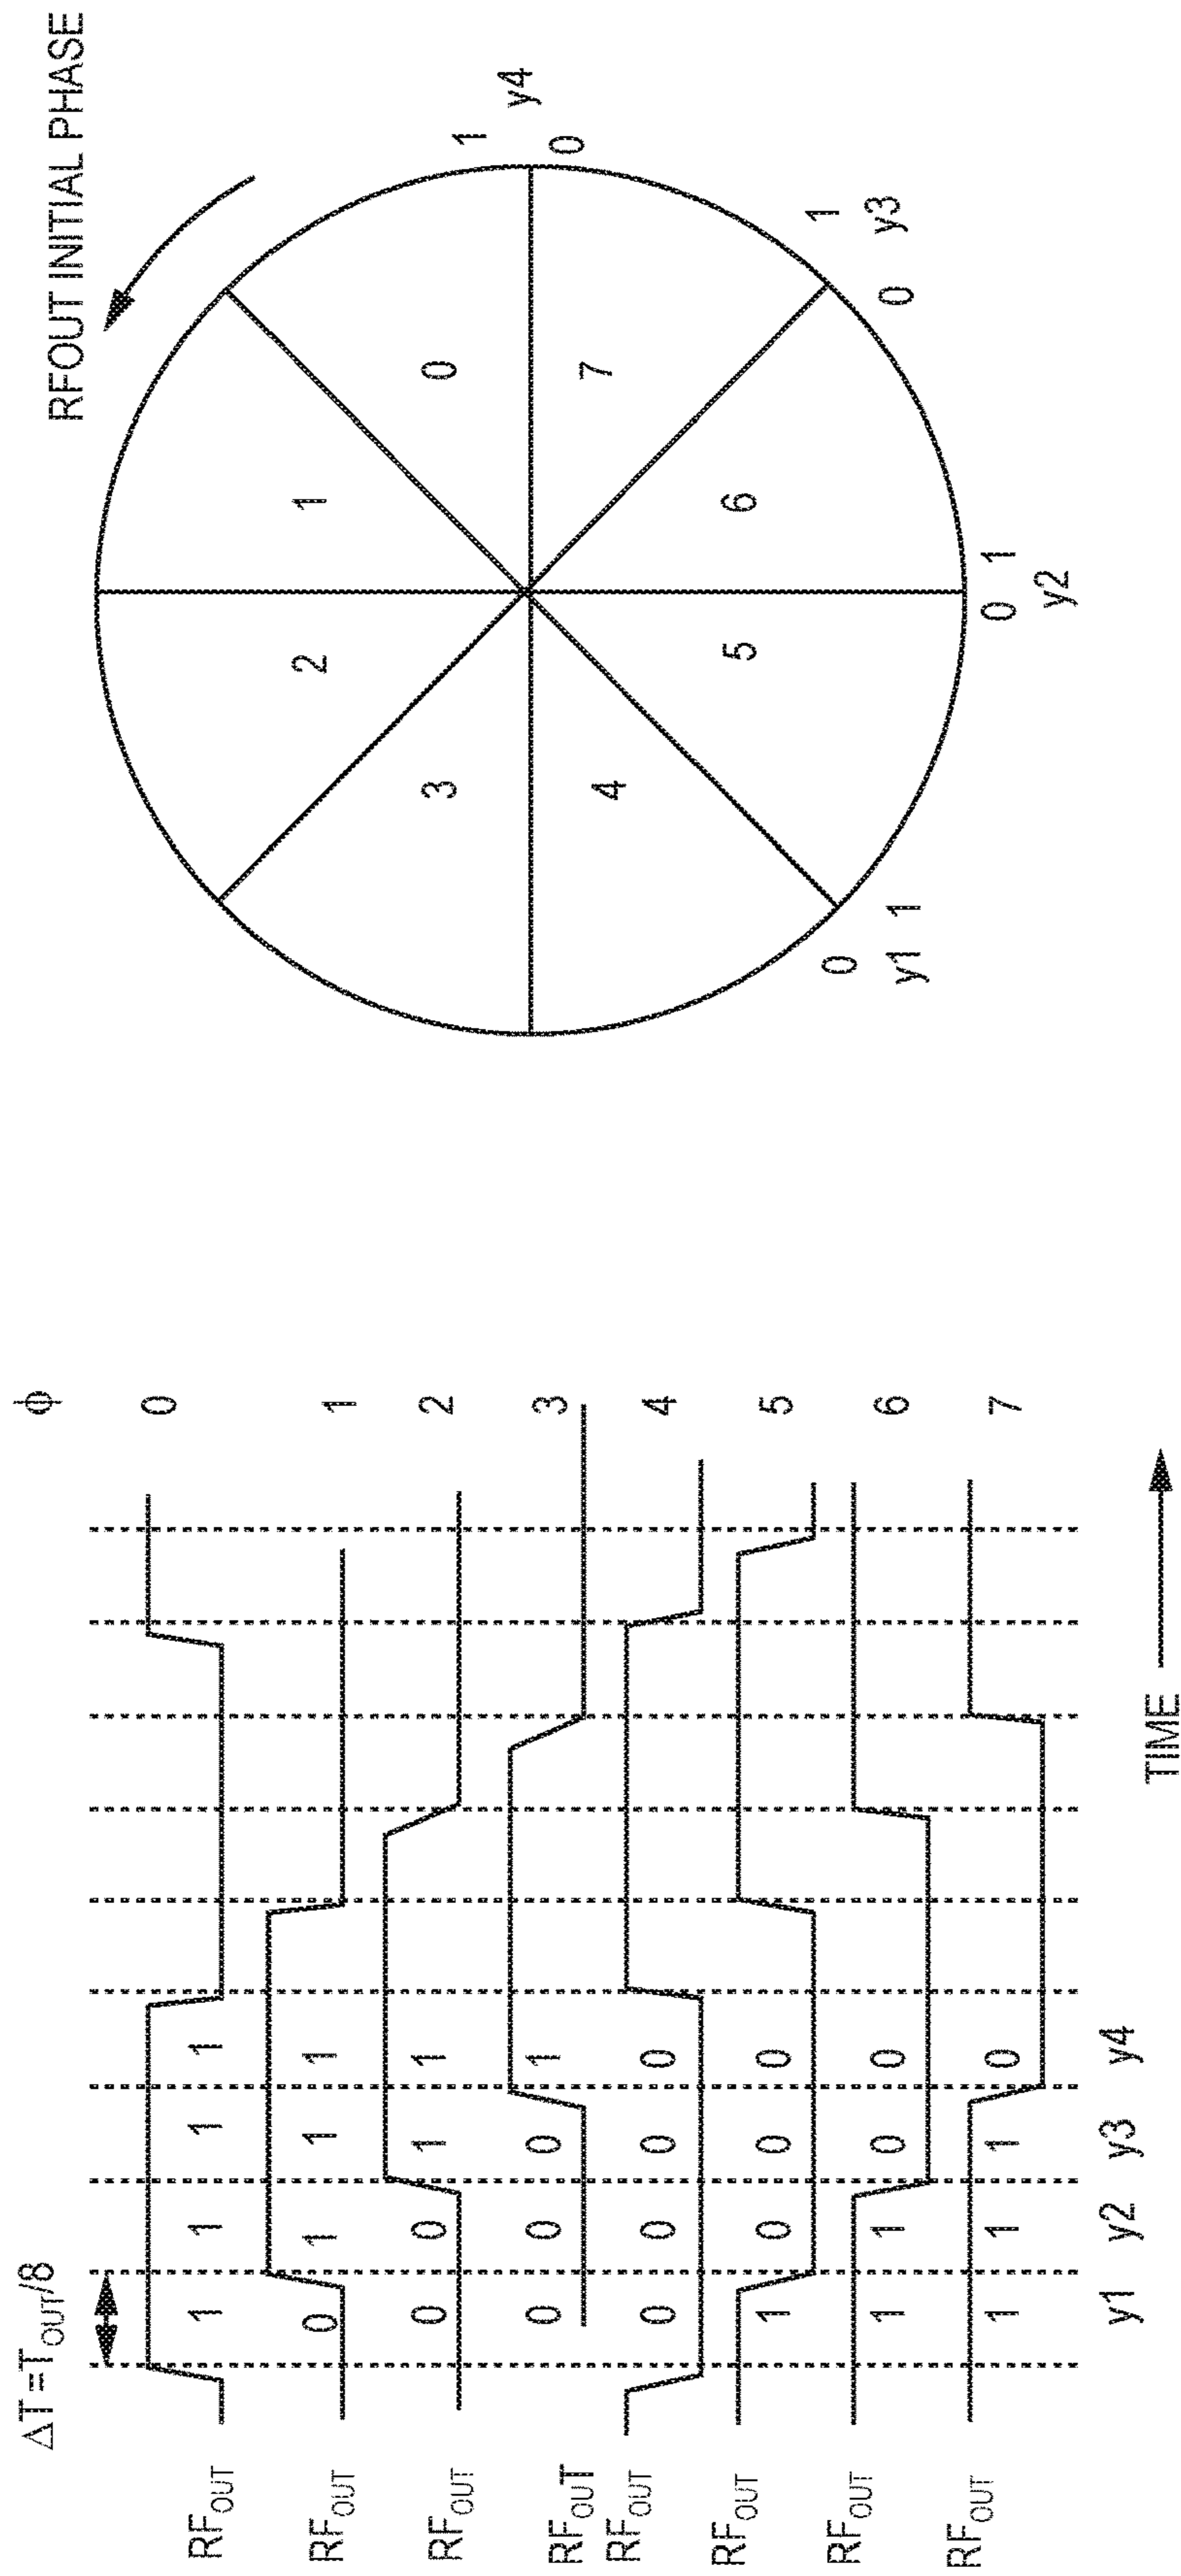 ΔT = T_OUT/8
ϕ
RF_OUT 1 1 1 1 0
RF_OUT 0 1 1 1 1
RF_OUT 0 0 1 1 2
RF_OUT 0 0 0 1 3
RF_OUT 0 0 0 0 4
RF_OUT 1 0 0 0 5
RF_OUT 1 1 0 0 6
RF_OUT 1 1 1 0 7
y1 y2 y3 y4
TIME
RFOUT INITIAL PHASE
2 1
3 0
4 7
5 6
1
y4
0
0
y1 1
0 1
y2
1
y3
0